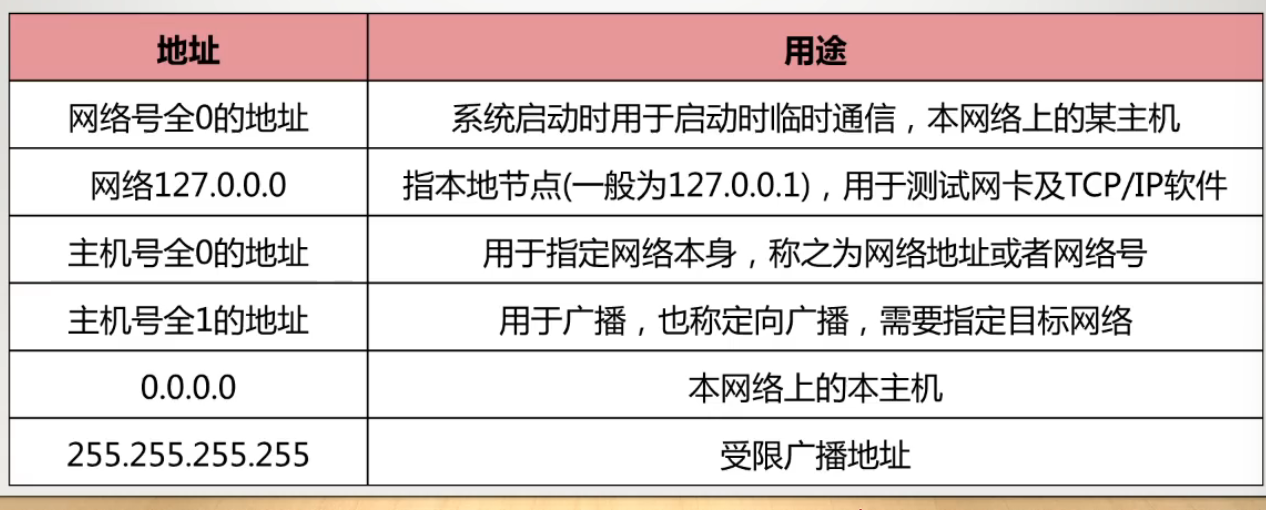 地址 用途
网络号全0的地址 系统启动时用于启动时临时通信，本网络上的某主机
网络127.0.0.0 指本地节点(一般为127.0.0.1)，用于测试网卡及TCP/IP软件
主机号全0的地址 用于指定网络本身，称之为网络地址或者网络号
主机号全1的地址 用于广播，也称定向广播，需要指定目标网络
0.0.0.0 本网络上的本主机
255.255.255.255 受限广播地址